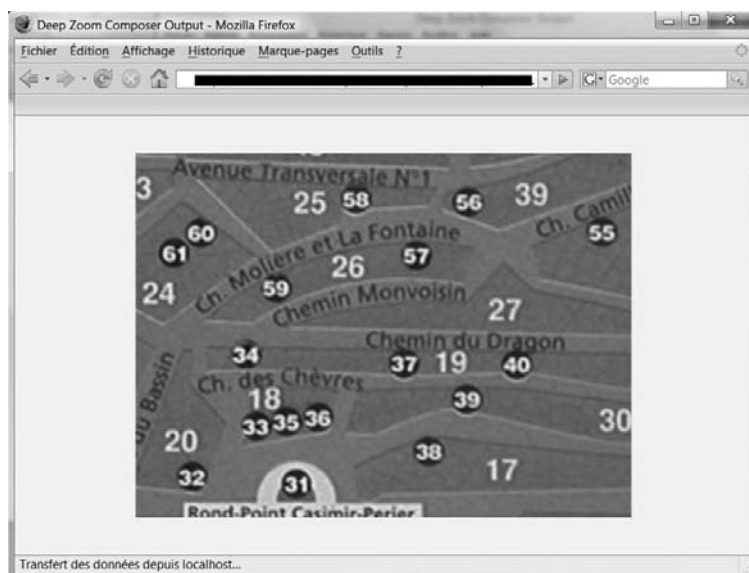 Deep Zoom Composer Output - Mozilla Firefox
Fichier Édition Affichage Historique Marque-pages Outils ?
G Google
Avenue Transversale N°1
3 25 58 56 39
Ch. Camill
60 55
61 Ch. Molière et La Fontaine 57
26
24 59 Chemin Monvoisin 27
Chemin du Dragon
34 37 19 40
Ch. des Chèvres
du Bassin 18 39
33 35 36 30
20 38
32 31 17
Rond-Point Casimir-Perier
Transfert des données depuis localhost...